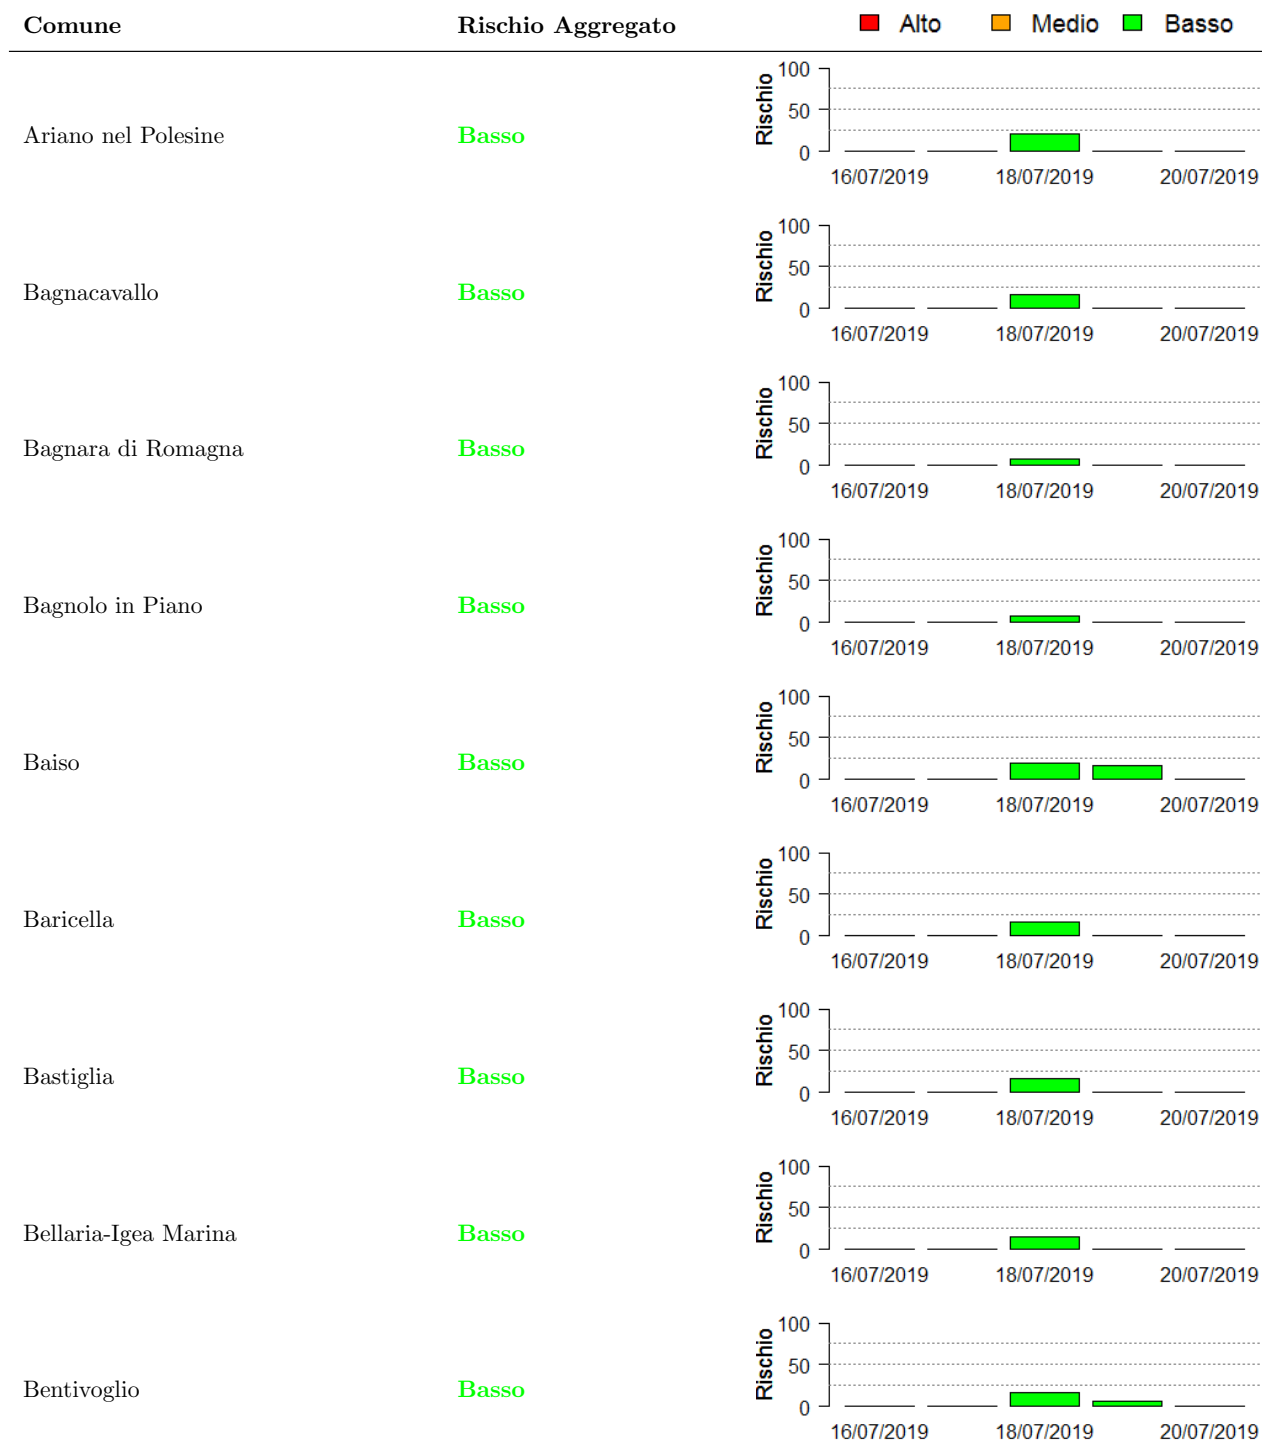 Comune Rischio Aggregato Alto Medio Basso
Ariano nel Polesine Basso Rischio 100 50 0
16/07/2019 18/07/2019 20/07/2019
Bagnacavallo Basso Rischio 100 50 0
16/07/2019 18/07/2019 20/07/2019
Bagnara di Romagna Basso Rischio 100 50 0
16/07/2019 18/07/2019 20/07/2019
Bagnolo in Piano Basso Rischio 100 50 0
16/07/2019 18/07/2019 20/07/2019
Baiso Basso Rischio 100 50 0
16/07/2019 18/07/2019 20/07/2019
Baricella Basso Rischio 100 50 0
16/07/2019 18/07/2019 20/07/2019
Bastiglia Basso Rischio 100 50 0
16/07/2019 18/07/2019 20/07/2019
Bellaria-Igea Marina Basso Rischio 100 50 0
16/07/2019 18/07/2019 20/07/2019
Bentivoglio Basso Rischio 100 50 0
16/07/2019 18/07/2019 20/07/2019